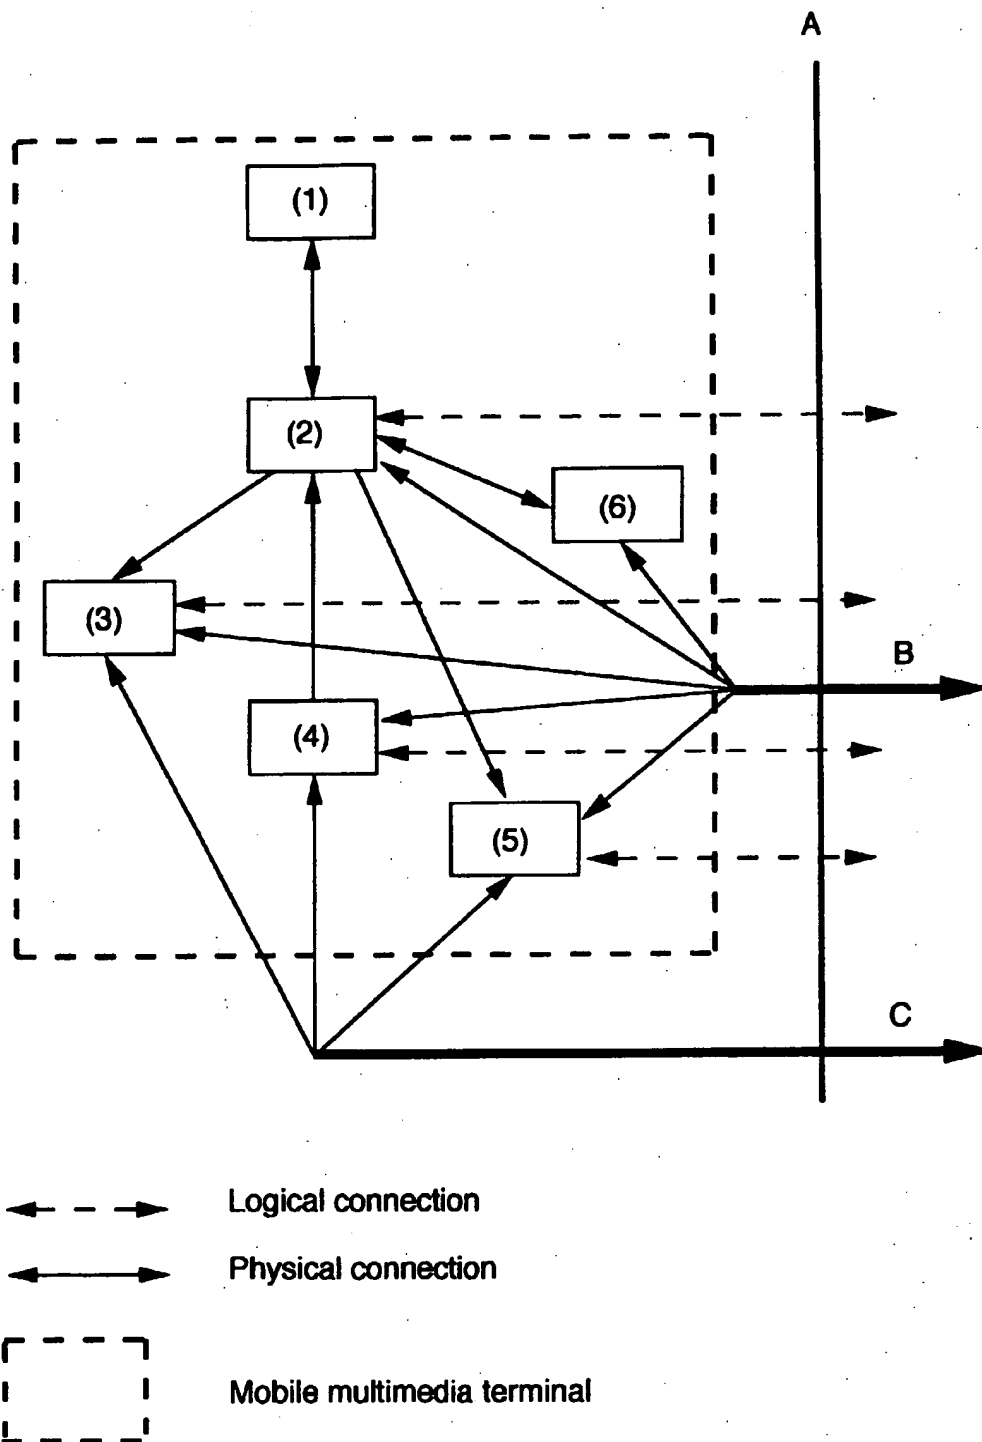 A
(1)
(2)
(6)
(3)
B
(4)
(5)
C
Logical connection
Physical connection
Mobile multimedia terminal